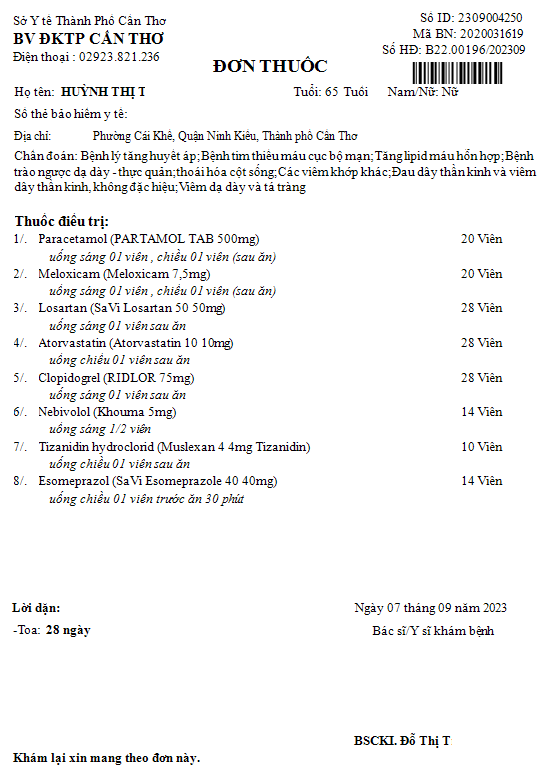 Sở Y tế Thành Phố Cần Thơ
Số ID: 2309004250
BV ĐKTP CẦN THƠ
Mã BN: 2020031619
Điện thoại : 02923.821.236
Số HĐ: B22.00196/202309
ĐƠN THUỐC
Họ tên: HUỲNH THỊ T Tuổi: 65 Tuổi Nam/Nữ: Nữ
Số thẻ bảo hiểm y tế:
Địa chỉ: Phường Cái Khế, Quận Ninh Kiều, Thành phố Cần Thơ
Chẩn đoán: Bệnh lý tăng huyết áp;Bệnh tim thiếu máu cục bộ mạn;Tăng lipid máu hỗn hợp;Bệnh
trào ngược dạ dày - thực quản;thoái hóa cột sống;Các viêm khớp khác;Đau dây thần kinh và viêm
dây thần kinh, không đặc hiệu;Viêm dạ dày và tá tràng
Thuốc điều trị:
1/. Paracetamol (PARTAMOL TAB 500mg) 20 Viên
uống sáng 01 viên , chiều 01 viên (sau ăn)
2/. Meloxicam (Meloxicam 7,5mg) 20 Viên
uống sáng 01 viên , chiều 01 viên (sau ăn)
3/. Losartan (SaVi Losartan 50 50mg) 28 Viên
uống sáng 01 viên sau ăn
4/. Atorvastatin (Atorvastatin 10 10mg) 28 Viên
uống chiều 01 viên sau ăn
5/. Clopidogrel (RIDLOR 75mg) 28 Viên
uống sáng 01 viên sau ăn
6/. Nebivolol (Khouma 5mg) 14 Viên
uống sáng 1/2 viên
7/. Tizanidin hydroclorid (Muslexan 4 4mg Tizanidin) 10 Viên
uống chiều 01 viên sau ăn
8/. Esomeprazol (SaVi Esomeprazole 40 40mg) 14 Viên
uống chiều 01 viên trước ăn 30 phút
Lời dặn:
Ngày 07 tháng 09 năm 2023
-Toa: 28 ngày
Bác sĩ/Y sĩ khám bệnh
BSCKI. Đỗ Thị T
Khám lại xin mang theo đơn này.